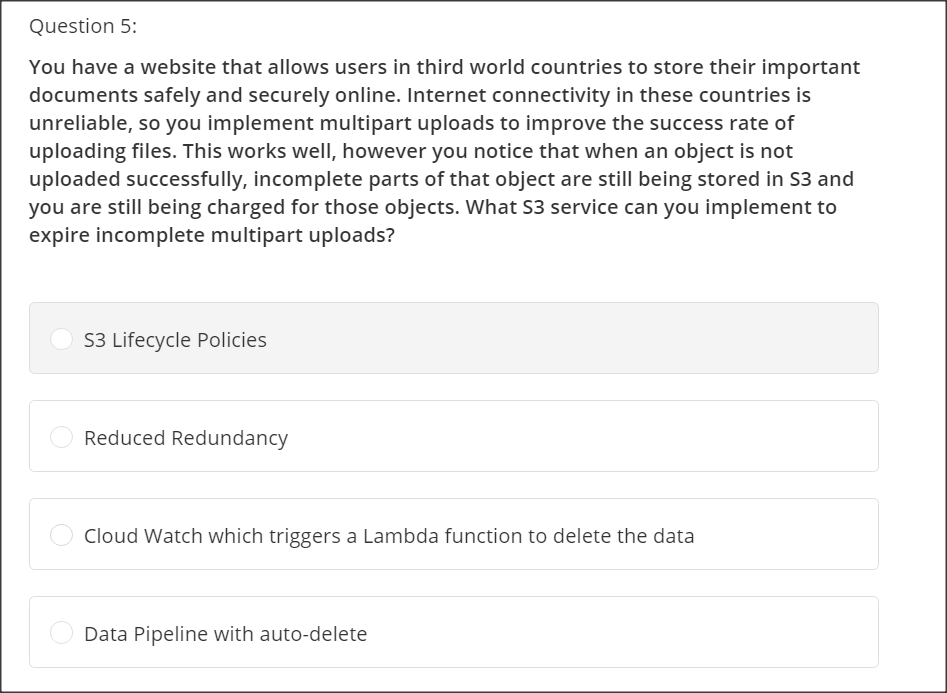 Question 5:
You have a website that allows users in third world countries to store their important
documents safely and securely online. Internet connectivity in these countries is
unreliable, so you implement multipart uploads to improve the success rate of
uploading files. This works well, however you notice that when an object is not
uploaded successfully, incomplete parts of that object are still being stored in S3 and
you are still being charged for those objects. What S3 service can you implement to
expire incomplete multipart uploads?
S3 Lifecycle Policies
Reduced Redundancy
Cloud Watch which triggers a Lambda function to delete the data
Data Pipeline with auto-delete